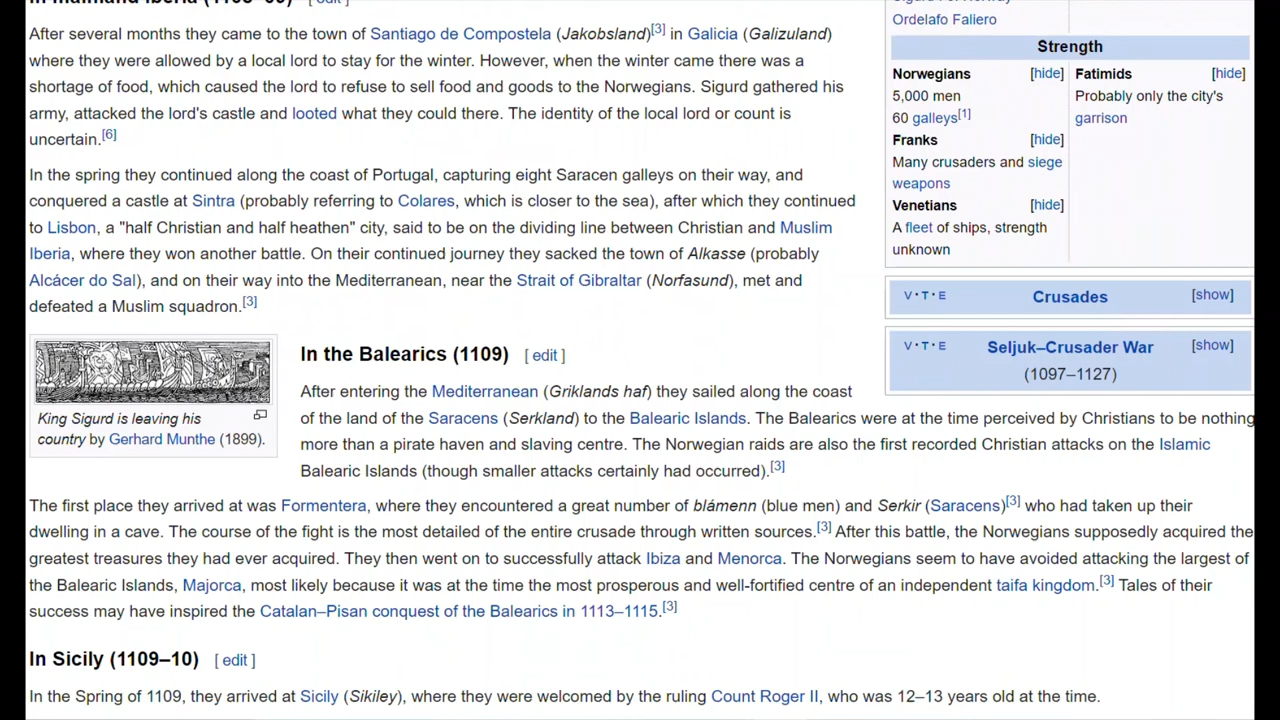 After several months they came to the town of Santiago de Compostela (Jakobsland)[3] in Galicia (Galizuland)
where they were allowed by a local lord to stay for the winter. However, when the winter came there was a
shortage of food, which caused the lord to refuse to sell food and goods to the Norwegians. Sigurd gathered his
army, attacked the lord's castle and looted what they could there. The identity of the local lord or count is
uncertain.[6]
In the spring they continued along the coast of Portugal, capturing eight Saracen galleys on their way, and
conquered a castle at Sintra (probably referring to Colares, which is closer to the sea), after which they continued
to Lisbon, a "half Christian and half heathen" city, said to be on the dividing line between Christian and Muslim
Iberia, where they won another battle. On their continued journey they sacked the town of Alkasse (probably
Alcácer do Sal), and on their way into the Mediterranean, near the Strait of Gibraltar (Norfasund), met and
defeated a Muslim squadron.[3]
King Sigurd is leaving his
country by Gerhard Munthe (1899).
In the Balearics (1109) [ edit ]
After entering the Mediterranean (Griklands haf) they sailed along the coast
of the land of the Saracens (Serkland) to the Balearic Islands. The Balearics were at the time perceived by Christians to be nothing
more than a pirate haven and slaving centre. The Norwegian raids are also the first recorded Christian attacks on the Islamic
Balearic Islands (though smaller attacks certainly had occurred).[3]
The first place they arrived at was Formentera, where they encountered a great number of blámenn (blue men) and Serkir (Saracens)[3] who had taken up their
dwelling in a cave. The course of the fight is the most detailed of the entire crusade through written sources.[3] After this battle, the Norwegians supposedly acquired the
greatest treasures they had ever acquired. They then went on to successfully attack Ibiza and Menorca. The Norwegians seem to have avoided attacking the largest of
the Balearic Islands, Majorca, most likely because it was at the time the most prosperous and well-fortified centre of an independent taifa kingdom.[3] Tales of their
success may have inspired the Catalan–Pisan conquest of the Balearics in 1113–1115.[3]
In Sicily (1109–10) [ edit ]
In the Spring of 1109, they arrived at Sicily (Sikiley), where they were welcomed by the ruling Count Roger II, who was 12–13 years old at the time.
Ordelafo Faliero
Strength
Norwegians [hide]
5,000 men
60 galleys[1]
Franks [hide]
Many crusaders and siege
weapons
Venetians [hide]
A fleet of ships, strength
unknown
Fatimids [hide]
Probably only the city's
garrison
V · T · E Crusades [show]
V · T · E Seljuk–Crusader War [show]
(1097–1127)